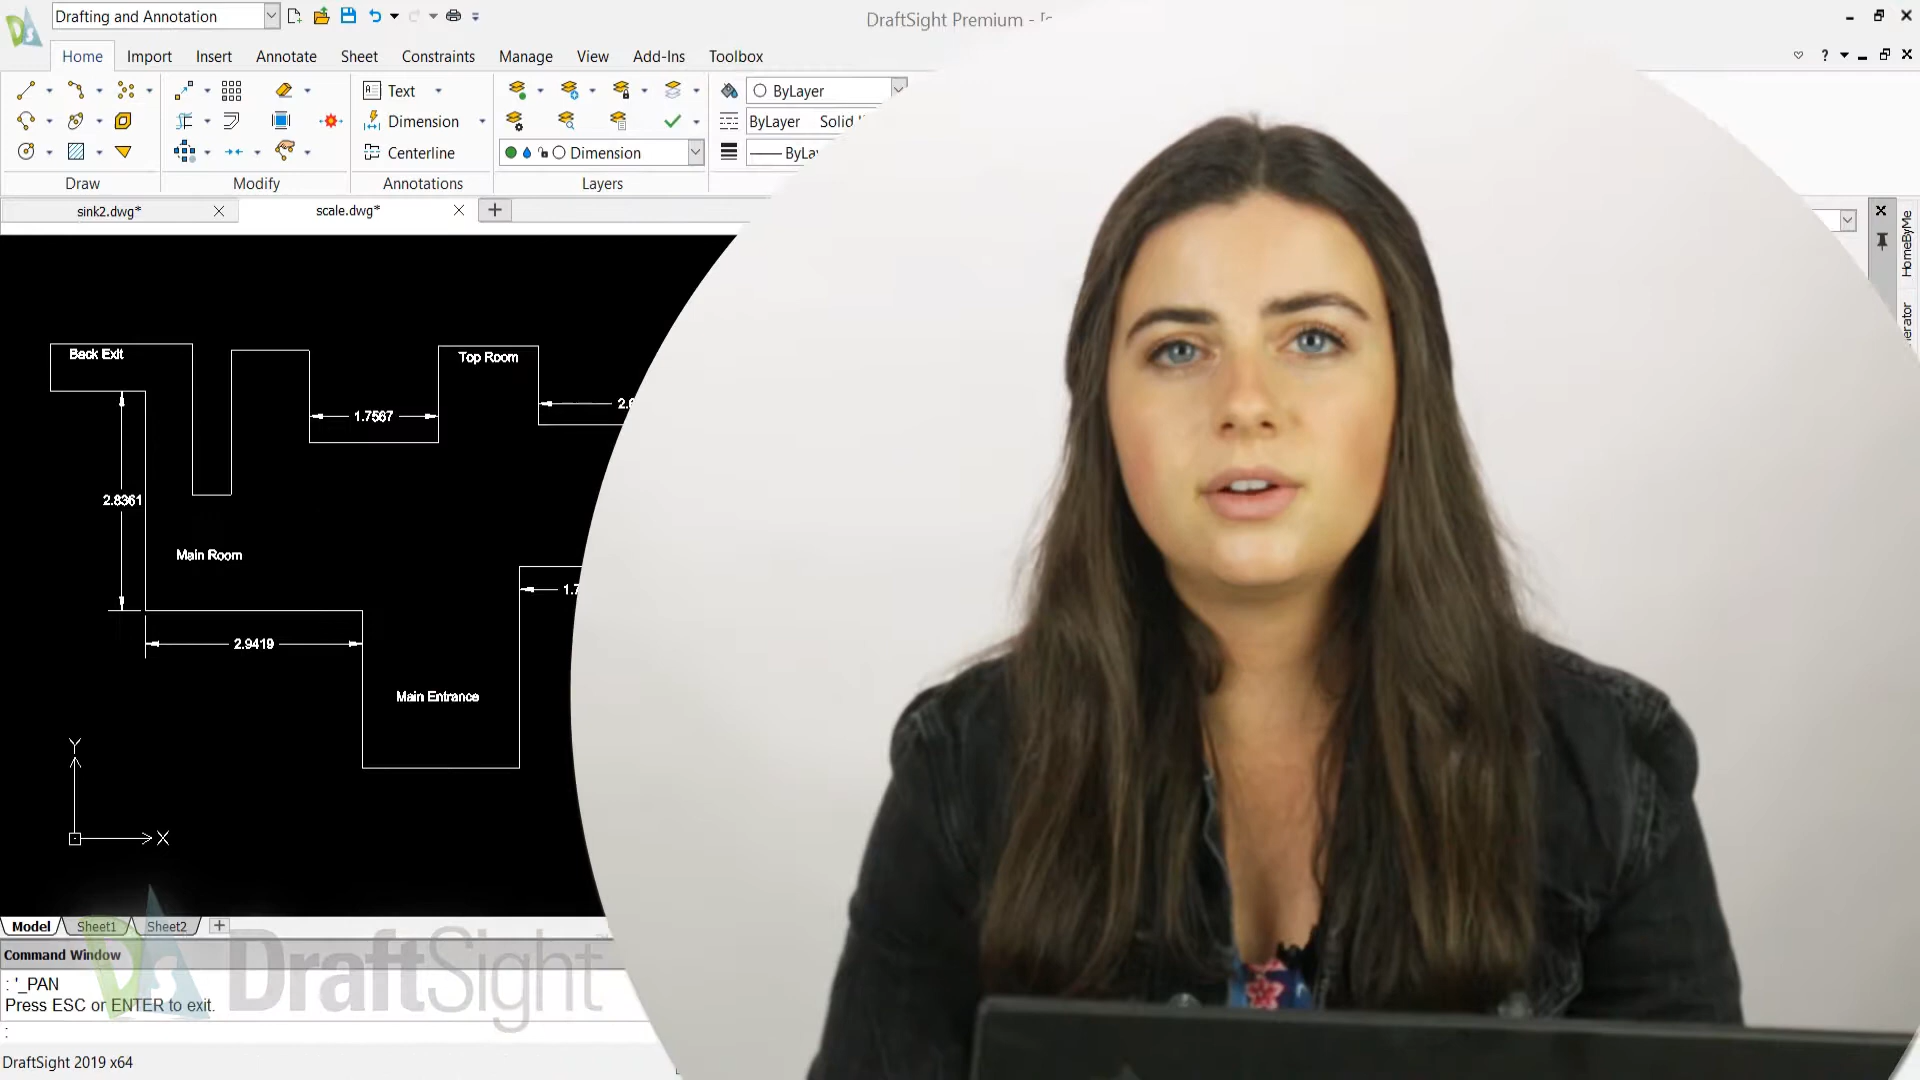 Drafting and Annotation
DraftSight Premium - [
Home Import Insert Annotate Sheet Constraints Manage View Add-Ins Toolbox
Text
ByLayer
Dimension
ByLayer Solid
Centerline
Dimension
Draw Modify Annotations Layers
sink2.dwg*
scale.dwg*
HomeByMe
Back Exit
Top Room
1.7567
2.8361
Main Room
2.9419
Main Entrance
Y
X
Model Sheet1 Sheet2
Command Window
DraftSight
: '_PAN
Press ESC or ENTER to exit.
:
DraftSight 2019 x64